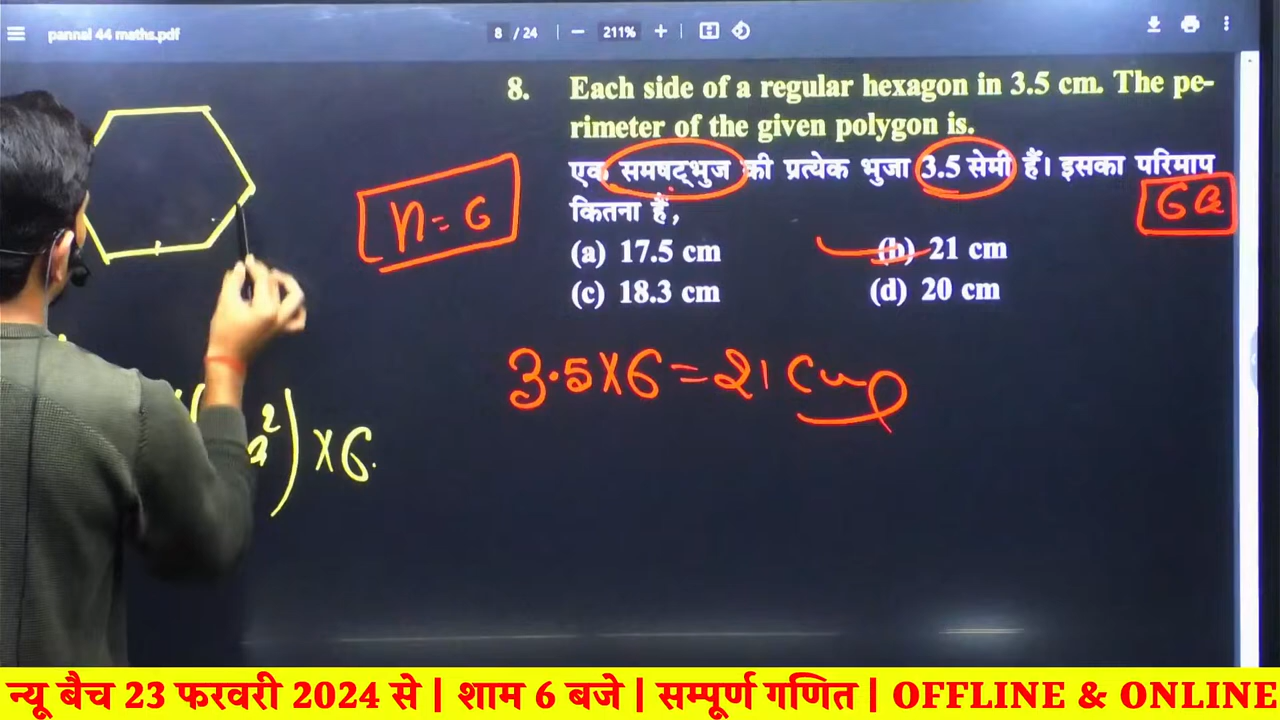 pannal 44 maths.pdf
8 / 24
211%
8. Each side of a regular hexagon in 3.5 cm. The pe-
rimeter of the given polygon is.
एक समषट्भुज की प्रत्येक भुजा 3.5 सेमी हैं। इसका परिमाप
कितना हैं,
n = 6
6a
(a) 17.5 cm
(b) 21 cm
(c) 18.3 cm
(d) 20 cm
3.5×6=21 cm
²) ×6.
न्यू बैच 23 फरवरी 2024 से | शाम 6 बजे | सम्पूर्ण गणित | OFFLINE & ONLINE